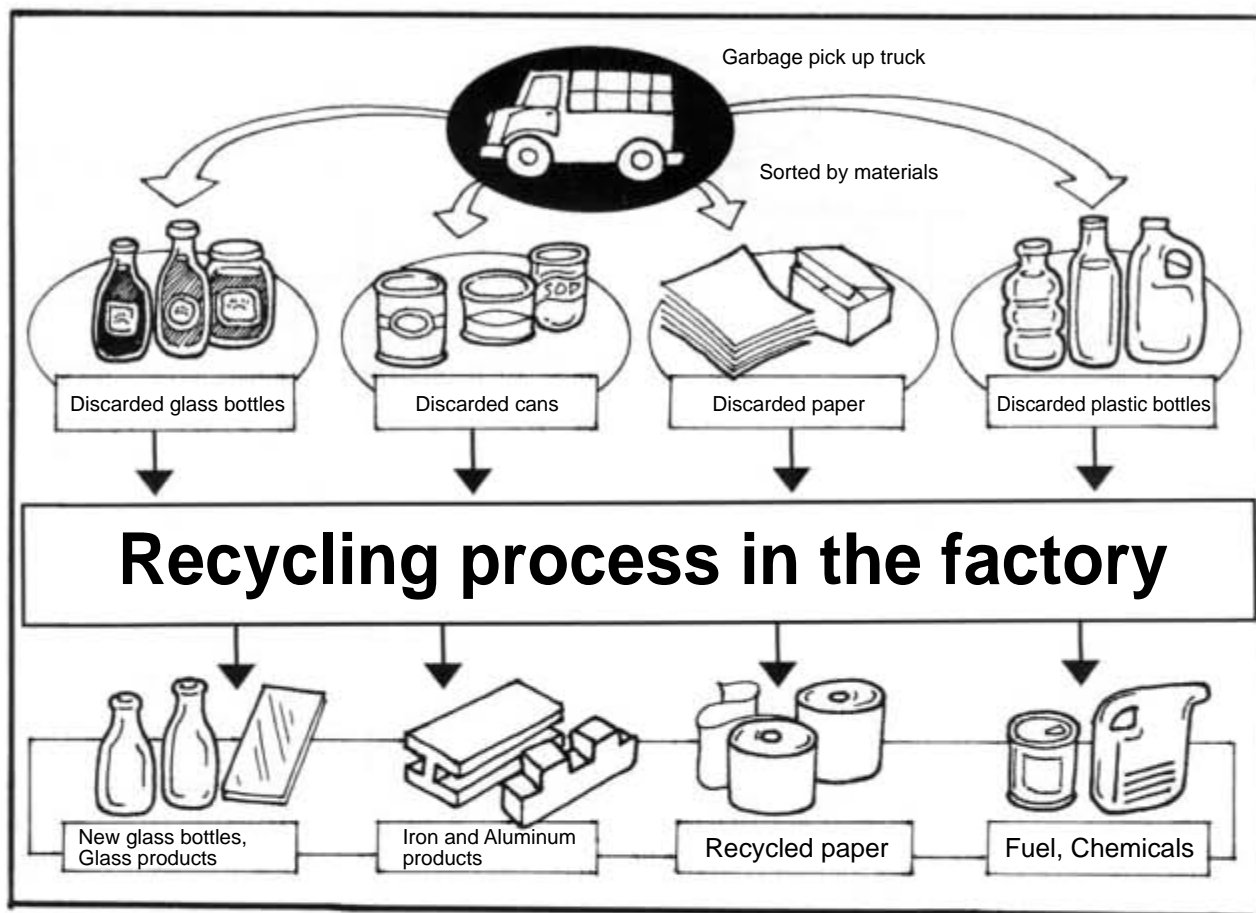 Garbage pick up truck
Sorted by materials
SOD
Discarded glass bottles
Discarded cans
Discarded paper
Discarded plastic bottles
Recycling process in the factory
New glass bottles,
Glass products
Iron and Aluminum
products
Recycled paper
Fuel, Chemicals